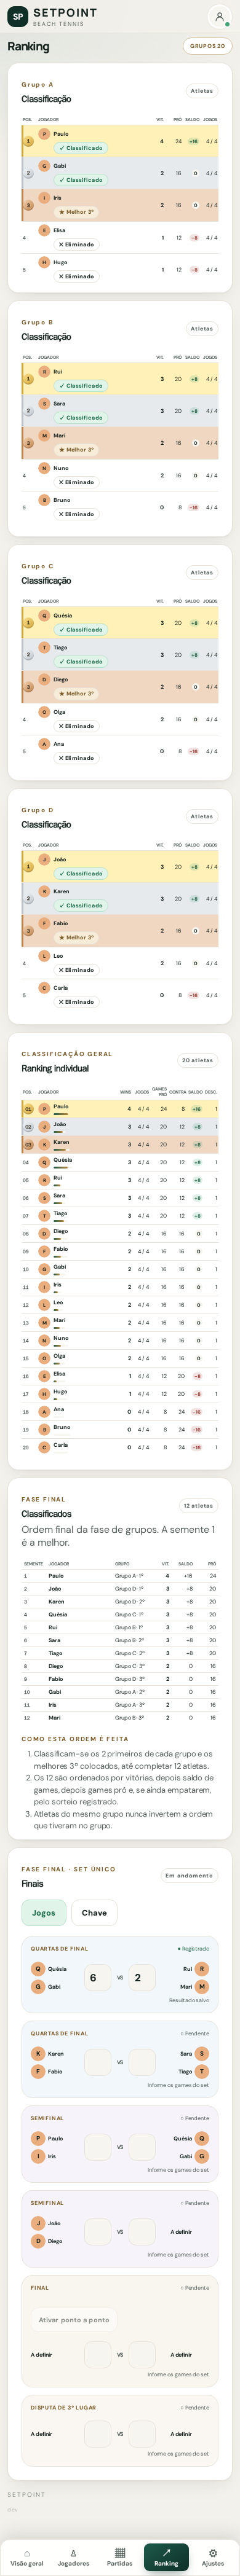 SP
SETPOINT
BEACH TENNIS
Ranking
GRUPOS 20
Grupo A
Classificação
Atletas
POS. JOGADOR VIT. PRÓ SALDO JOGOS
1 P Paulo 4 24 +16 4 / 4
✓ Classificado
2 G Gabi 2 16 0 4 / 4
✓ Classificado
3 I Iris 2 16 0 4 / 4
★ Melhor 3º
4 E Elisa 1 12 -8 4 / 4
✕ Eliminado
5 H Hugo 1 12 -8 4 / 4
✕ Eliminado
Grupo B
Classificação
Atletas
POS. JOGADOR VIT. PRÓ SALDO JOGOS
1 R Rui 3 20 +8 4 / 4
✓ Classificado
2 S Sara 3 20 +8 4 / 4
✓ Classificado
3 M Mari 2 16 0 4 / 4
★ Melhor 3º
4 N Nuno 2 16 0 4 / 4
✕ Eliminado
5 B Bruno 0 8 -16 4 / 4
✕ Eliminado
Grupo C
Classificação
Atletas
POS. JOGADOR VIT. PRÓ SALDO JOGOS
1 Q Quésia 3 20 +8 4 / 4
✓ Classificado
2 T Tiago 3 20 +8 4 / 4
✓ Classificado
3 D Diego 2 16 0 4 / 4
★ Melhor 3º
4 O Olga 2 16 0 4 / 4
✕ Eliminado
5 A Ana 0 8 -16 4 / 4
✕ Eliminado
Grupo D
Classificação
Atletas
POS. JOGADOR VIT. PRÓ SALDO JOGOS
1 J João 3 20 +8 4 / 4
✓ Classificado
2 K Karen 3 20 +8 4 / 4
✓ Classificado
3 F Fabio 2 16 0 4 / 4
★ Melhor 3º
4 L Leo 2 16 0 4 / 4
✕ Eliminado
5 C Carla 0 8 -16 4 / 4
✕ Eliminado
CLASSIFICAÇÃO GERAL
Ranking individual
20 atletas
POS. JOGADOR WINS JOGOS GAMES PRÓ CONTRA SALDO DESC.
01 P Paulo 4 4 / 4 24 8 +16 1
02 J João 3 4 / 4 20 12 +8 1
03 K Karen 3 4 / 4 20 12 +8 1
04 Q Quésia 3 4 / 4 20 12 +8 1
05 R Rui 3 4 / 4 20 12 +8 1
06 S Sara 3 4 / 4 20 12 +8 1
07 T Tiago 3 4 / 4 20 12 +8 1
08 D Diego 2 4 / 4 16 16 0 1
09 F Fabio 2 4 / 4 16 16 0 1
10 G Gabi 2 4 / 4 16 16 0 1
11 I Iris 2 4 / 4 16 16 0 1
12 L Leo 2 4 / 4 16 16 0 1
13 M Mari 2 4 / 4 16 16 0 1
14 N Nuno 2 4 / 4 16 16 0 1
15 O Olga 2 4 / 4 16 16 0 1
16 E Elisa 1 4 / 4 12 20 -8 1
17 H Hugo 1 4 / 4 12 20 -8 1
18 A Ana 0 4 / 4 8 24 -16 1
19 B Bruno 0 4 / 4 8 24 -16 1
20 C Carla 0 4 / 4 8 24 -16 1
FASE FINAL
Classificados
12 atletas
Ordem final da fase de grupos. A semente 1
é a melhor.
SEMENTE JOGADOR GRUPO VIT. SALDO PRÓ
1 Paulo Grupo A · 1º 4 +16 24
2 João Grupo D · 1º 3 +8 20
3 Karen Grupo D · 2º 3 +8 20
4 Quésia Grupo C · 1º 3 +8 20
5 Rui Grupo B · 1º 3 +8 20
6 Sara Grupo B · 2º 3 +8 20
7 Tiago Grupo C · 2º 3 +8 20
8 Diego Grupo C · 3º 2 0 16
9 Fabio Grupo D · 3º 2 0 16
10 Gabi Grupo A · 2º 2 0 16
11 Iris Grupo A · 3º 2 0 16
12 Mari Grupo B · 3º 2 0 16
COMO ESTA ORDEM É FEITA
1. Classificam-se os 2 primeiros de cada grupo e os
melhores 3º colocados, até completar 12 atletas.
2. Os 12 são ordenados por vitórias, depois saldo de
games, depois games pró e, se ainda empatarem,
pelo sorteio registrado.
3. Atletas do mesmo grupo nunca invertem a ordem
que tiveram no grupo.
FASE FINAL · SET ÚNICO
Finais
Em andamento
Jogos
Chave
QUARTAS DE FINAL
● Registrado
Q Quésia
G Gabi
6 VS 2
Rui R
Mari M
Resultado salvo
QUARTAS DE FINAL
○ Pendente
K Karen
F Fabio
VS
Sara S
Tiago T
Informe os games do set
SEMIFINAL
○ Pendente
P Paulo
I Iris
VS
Quésia Q
Gabi G
Informe os games do set
SEMIFINAL
○ Pendente
J João
D Diego
VS
A definir
Informe os games do set
FINAL
○ Pendente
Ativar ponto a ponto
A definir VS A definir
Informe os games do set
DISPUTA DE 3º LUGAR
○ Pendente
A definir VS A definir
Informe os games do set
SETPOINT
dev
Visão geral
Jogadores
Partidas
Ranking
Ajustes